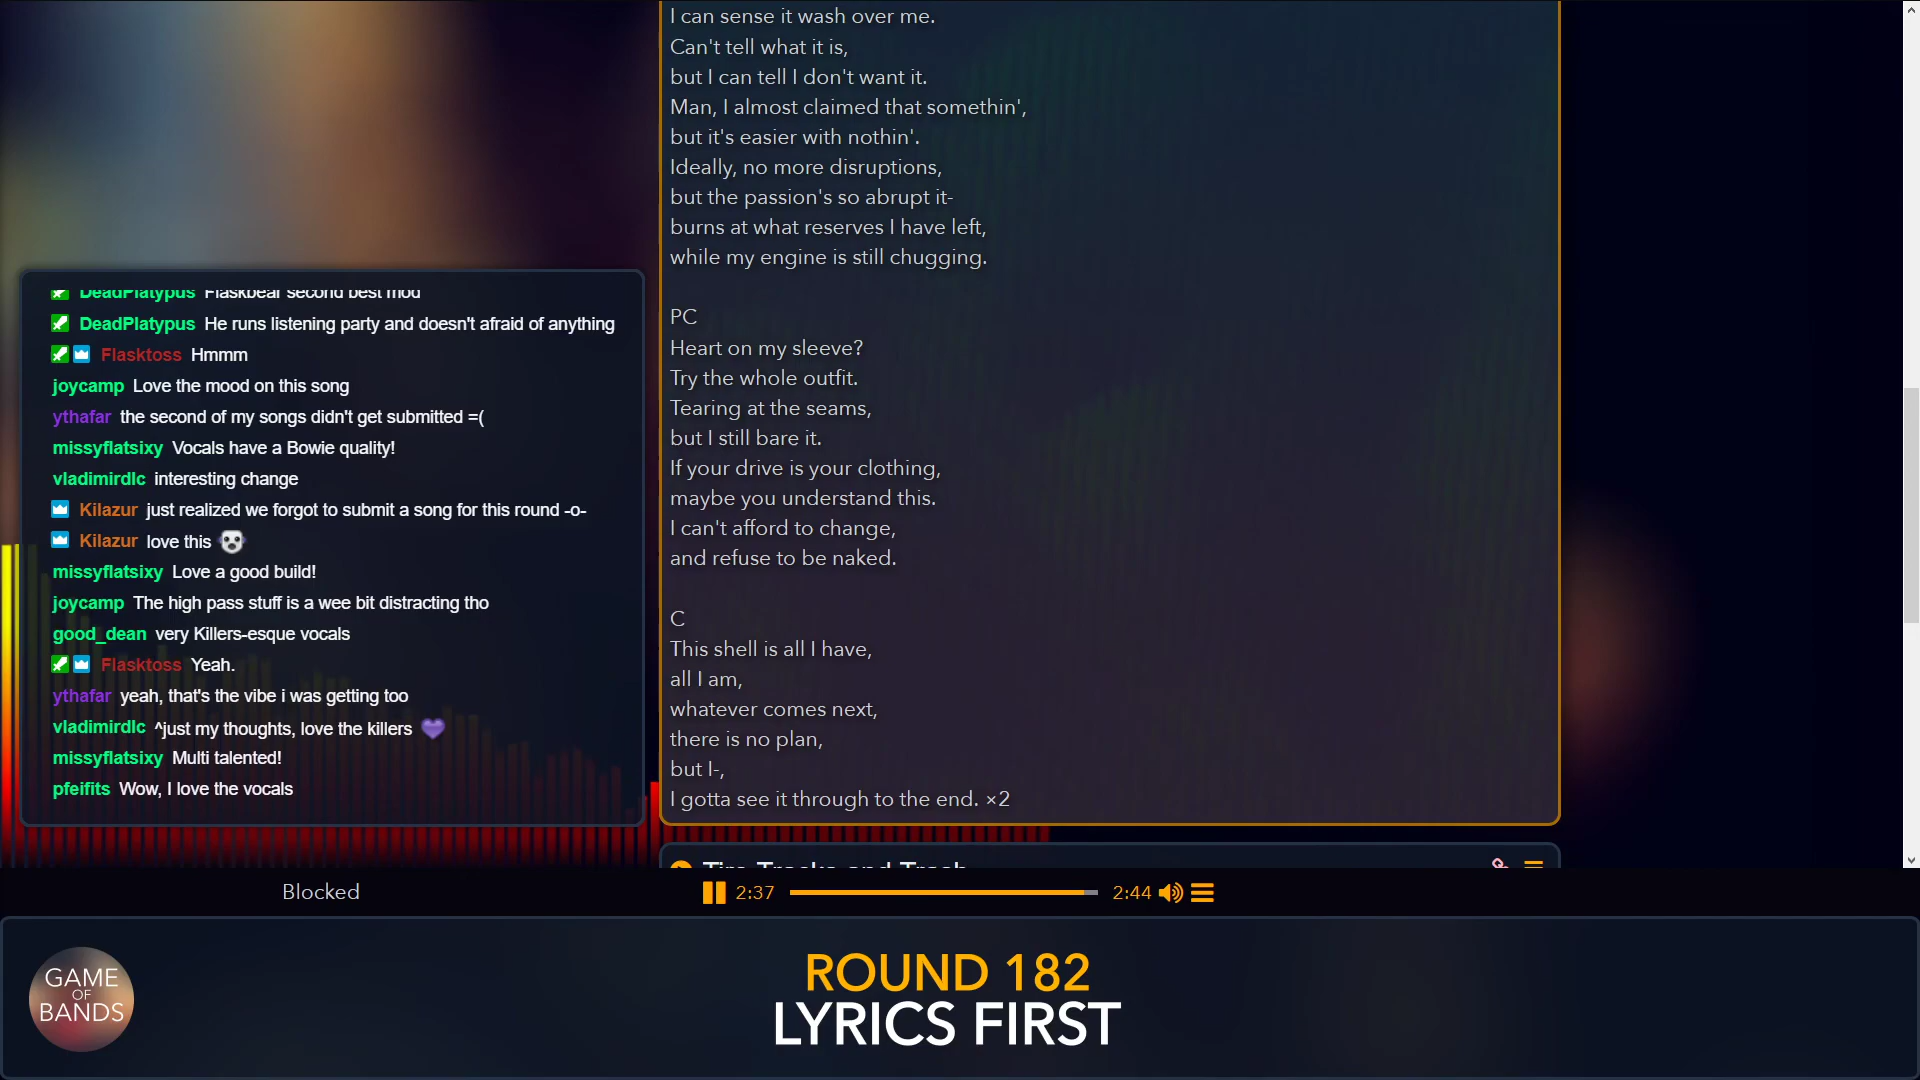 I can sense it wash over me.
Can't tell what it is,
but I can tell I don't want it.
Man, I almost claimed that somethin',
but it's easier with nothin'.
Ideally, no more disruptions,
but the passion's so abrupt it-
burns at what reserves I have left,
while my engine is still chugging.
PC
Heart on my sleeve?
Try the whole outfit.
Tearing at the seams,
but I still bare it.
If your drive is your clothing,
maybe you understand this.
I can't afford to change,
and refuse to be naked.
C
This shell is all I have,
all I am,
whatever comes next,
there is no plan,
but I-,
I gotta see it through to the end. ×2
DeadPlatypus Flaskbear second best mod
DeadPlatypus He runs listening party and doesn't afraid of anything
Flasktoss Hmmm
joycamp Love the mood on this song
ythafar the second of my songs didn't get submitted =(
missyflatsixy Vocals have a Bowie quality!
vladimirdlc interesting change
Kilazur just realized we forgot to submit a song for this round -o-
Kilazur love this
missyflatsixy Love a good build!
joycamp The high pass stuff is a wee bit distracting tho
good_dean very Killers-esque vocals
Flasktoss Yeah.
ythafar yeah, that's the vibe i was getting too
vladimirdlc ^just my thoughts, love the killers
missyflatsixy Multi talented!
pfeifits Wow, I love the vocals
Blocked
2:37
2:44
GAME
OF
BANDS
ROUND 182
LYRICS FIRST